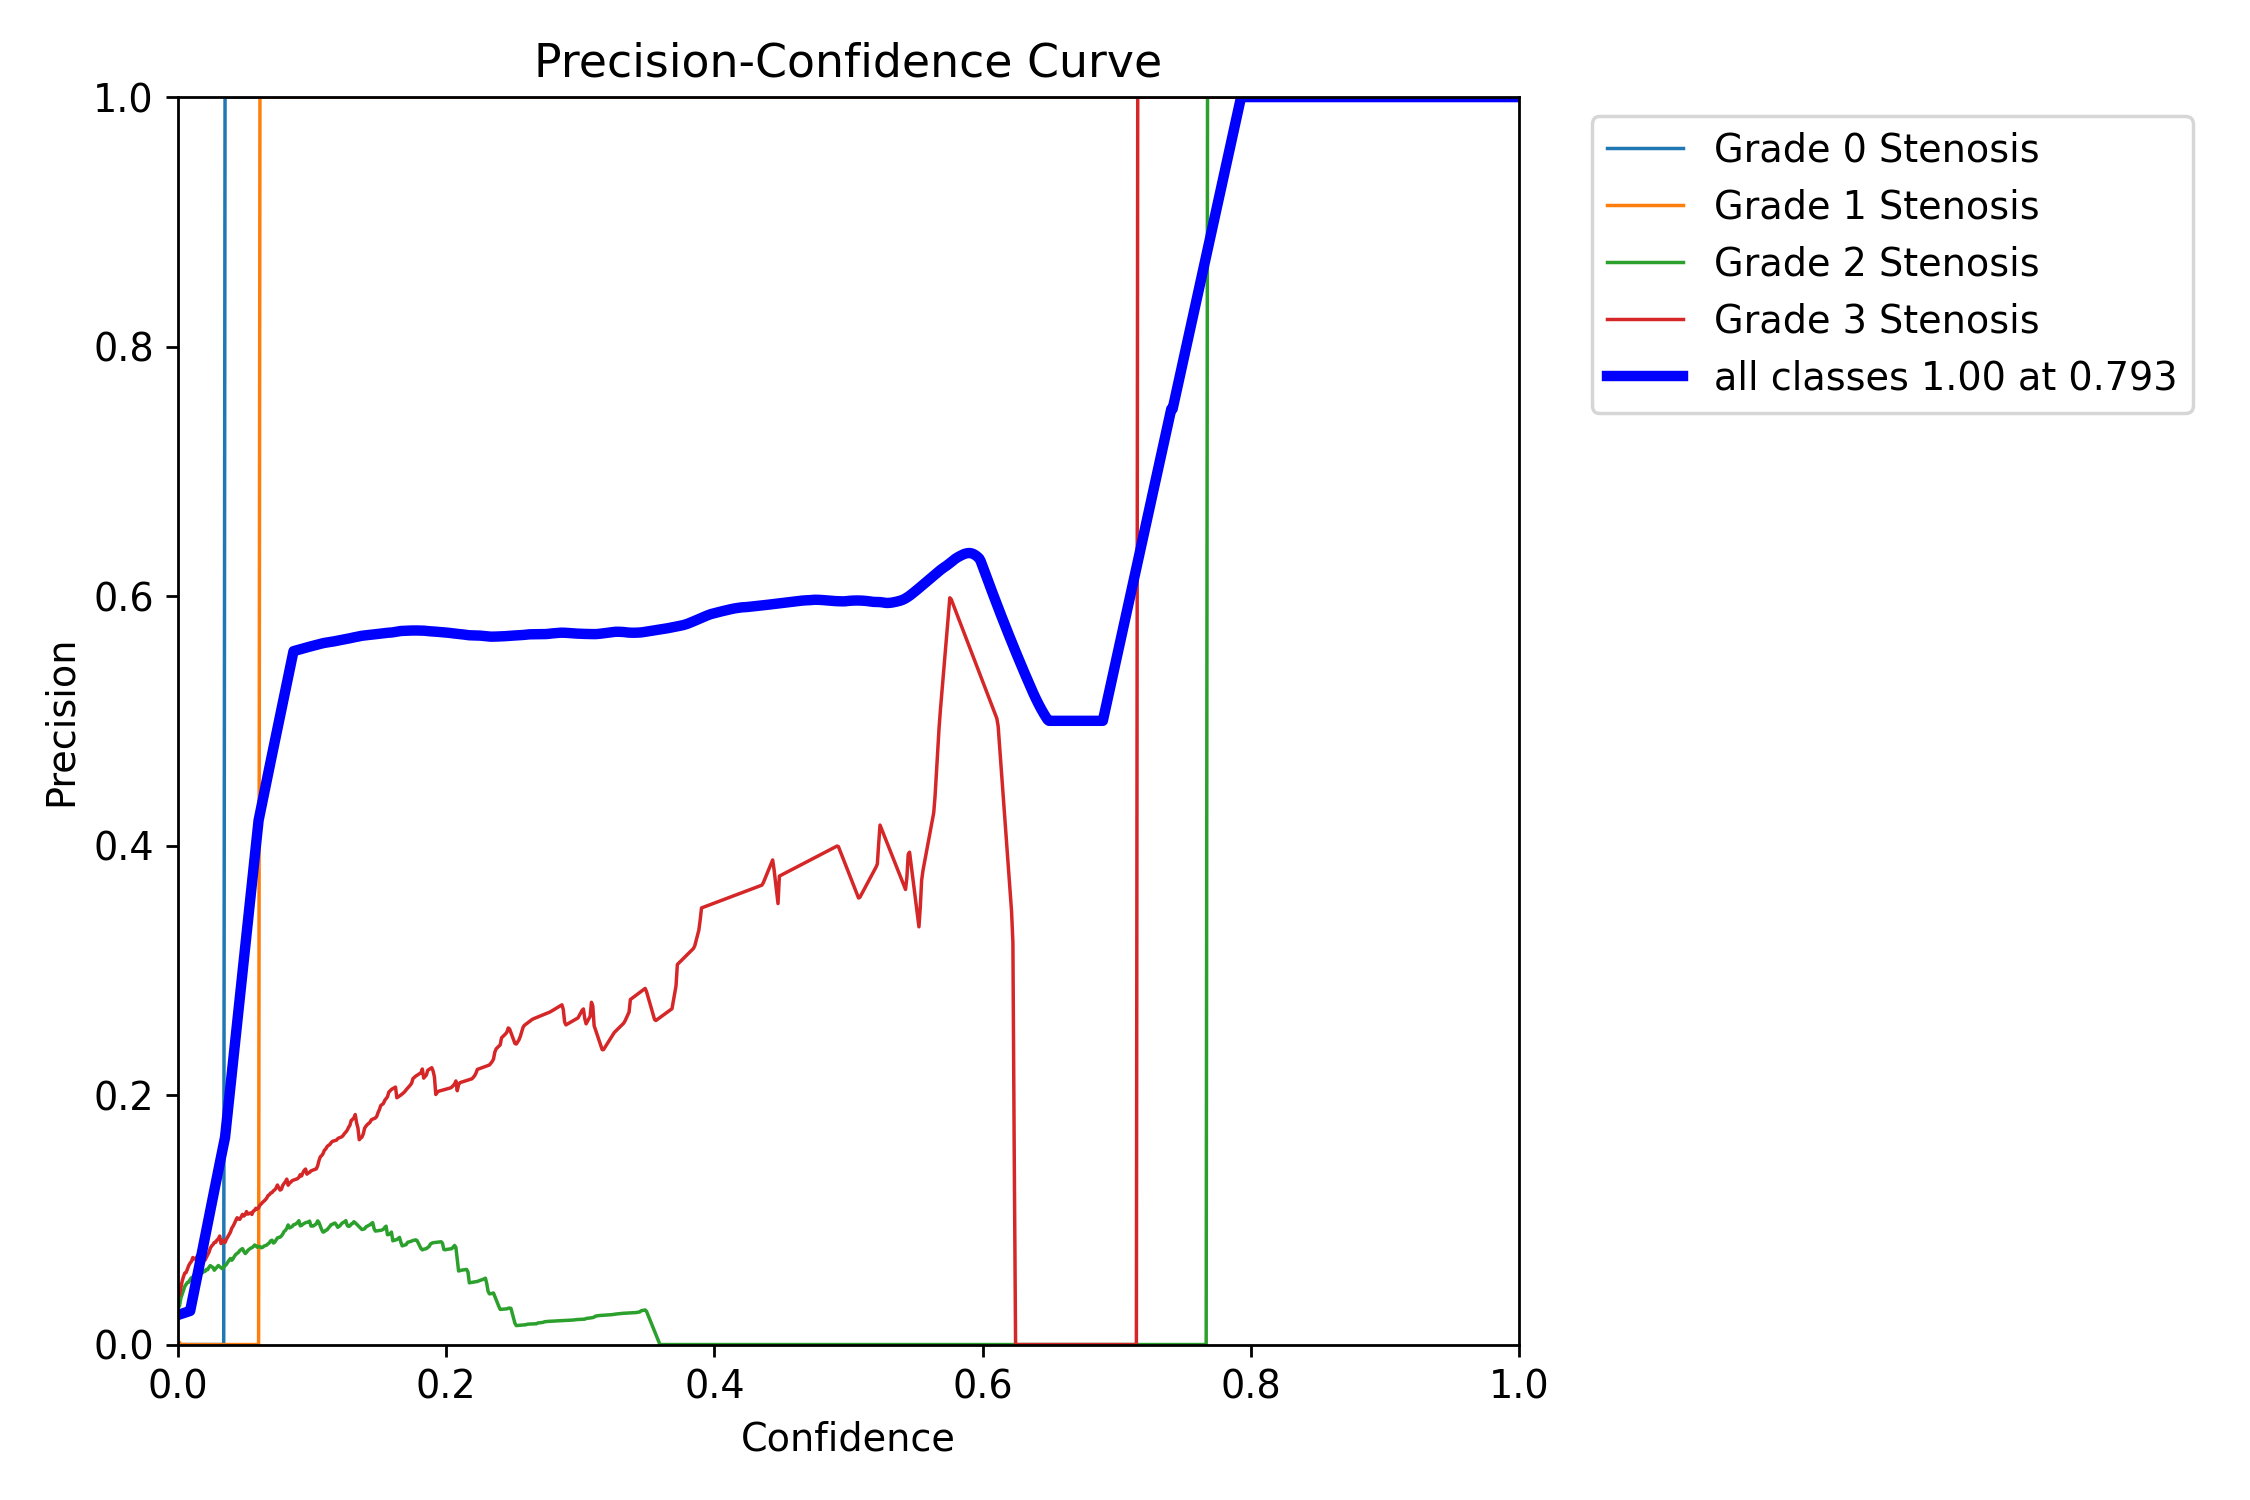 Precision-Confidence Curve
1.0
0.8
0.6
0.4
0.2
0.0
Precision
0.0 0.2 0.4 0.6 0.8 1.0
Confidence
Grade 0 Stenosis
Grade 1 Stenosis
Grade 2 Stenosis
Grade 3 Stenosis
all classes 1.00 at 0.793